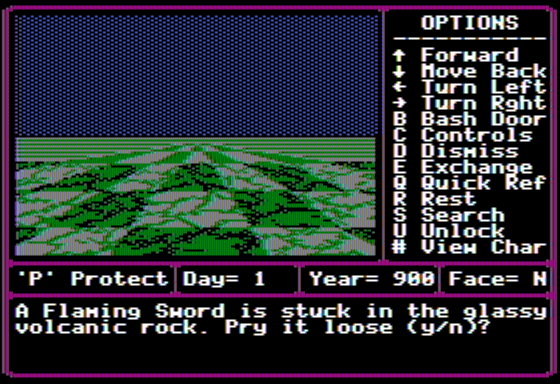 OPTIONS
------------
↑ Forward
↓ Move Back
← Turn Left
→ Turn Rght
B Bash Door
C Controls
D Dismiss
E Exchange
Q Quick Ref
R Rest
S Search
U Unlock
# View Char
'P' Protect Day= 1 Year= 900 Face= N
A Flaming Sword is stuck in the glassy
volcanic rock. Pry it loose (y/n)?